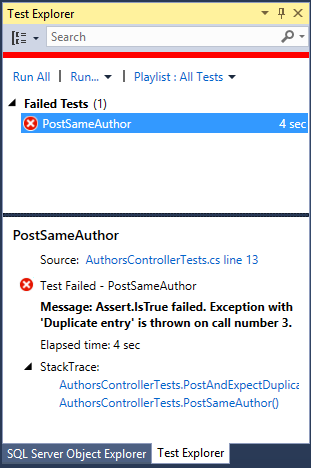 Test Explorer
Search
Run All | Run... | Playlist : All Tests
Failed Tests (1)
PostSameAuthor 4 sec
PostSameAuthor
Source: AuthorsControllerTests.cs line 13
Test Failed - PostSameAuthor
Message: Assert.IsTrue failed. Exception with
'Duplicate entry' is thrown on call number 3.
Elapsed time: 4 sec
StackTrace:
AuthorsControllerTests.PostAndExpectDuplica
AuthorsControllerTests.PostSameAuthor()
SQL Server Object Explorer Test Explorer